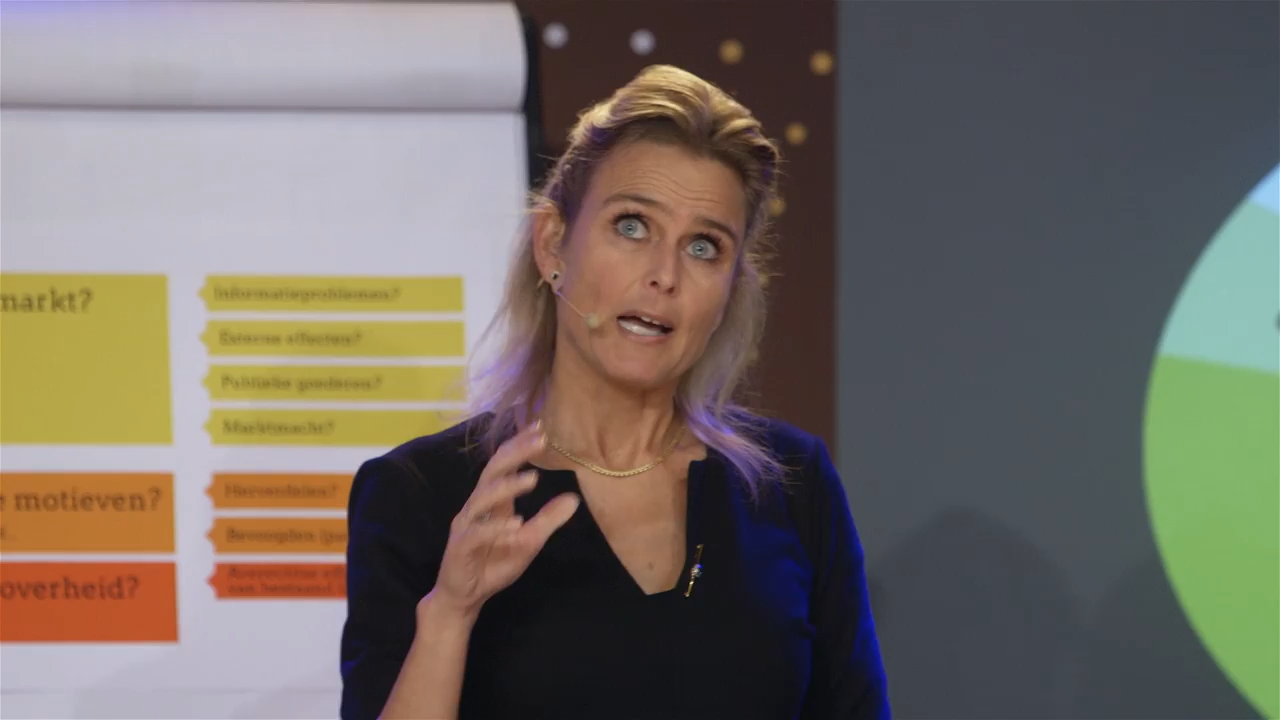 markt?
Informatieproblemen?
Externe effecten?
Publieke goederen?
Marktmacht?
e motieven?
Herverdelen?
overheid?